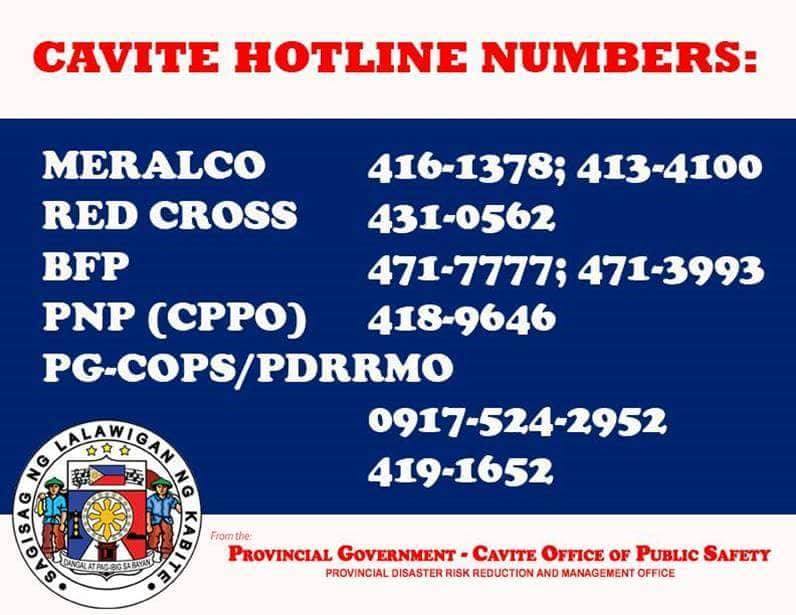 CAVITE HOTLINE NUMBERS:
MERALCO 416-1378; 413-4100
RED CROSS 431-0562
BFP 471-7777; 471-3993
PNP (CPPO) 418-9646
PG-COPS/PDRRMO
0917-524-2952
419-1652
SAGISAG NG LALAWIGAN NG KABITE
DANGAL AT PAG-IBIG SA BAYAN
From the:
PROVINCIAL GOVERNMENT - CAVITE OFFICE OF PUBLIC SAFETY
PROVINCIAL DISASTER RISK REDUCTION AND MANAGEMENT OFFICE